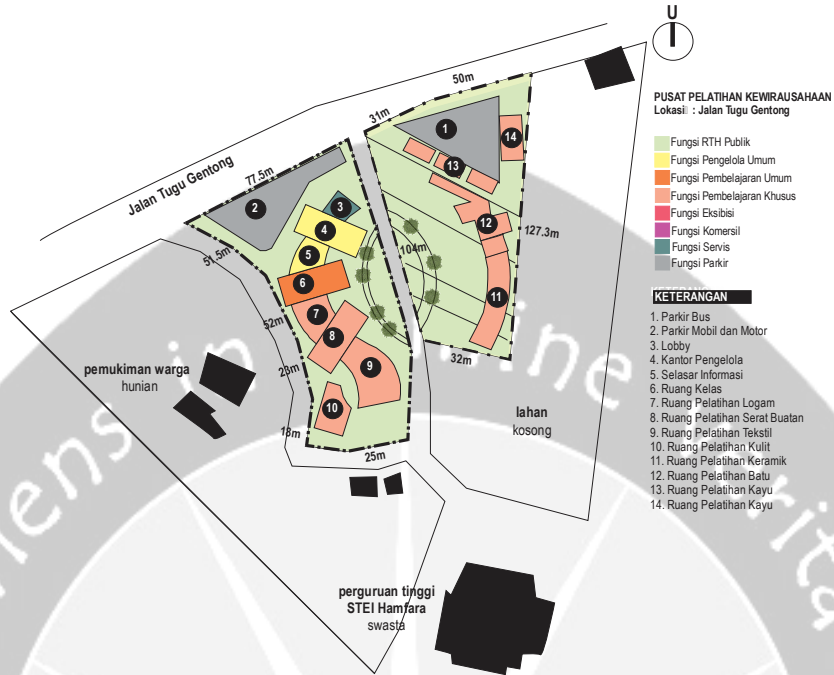 U
PUSAT PELATIHAN KEWIRAUSAHAAN
Lokasi : Jalan Tugu Gentong
Fungsi RTH Publik
Fungsi Pengelola Umum
Fungsi Pembelajaran Umum
Fungsi Pembelajaran Khusus
Fungsi Eksibisi
Fungsi Komersil
Fungsi Servis
Fungsi Parkir
KETERANGAN
1. Parkir Bus
2. Parkir Mobil dan Motor
3. Lobby
4. Kantor Pengelola
5. Selasar Informasi
6. Ruang Kelas
7. Ruang Pelatihan Logam
8. Ruang Pelatihan Serat Buatan
9. Ruang Pelatihan Tekstil
10. Ruang Pelatihan Kulit
11. Ruang Pelatihan Keramik
12. Ruang Pelatihan Batu
13. Ruang Pelatihan Kayu
14. Ruang Pelatihan Kayu
Jalan Tugu Gentong
50m
31m
77.5m
51.5m
52m
23m
18m
25m
104m
127.3m
32m
1
14
13
12
11
2
3
4
5
6
7
8
9
10
pemukiman warga
hunian
lahan
kosong
perguruan tinggi
STEI Hamfara
swasta